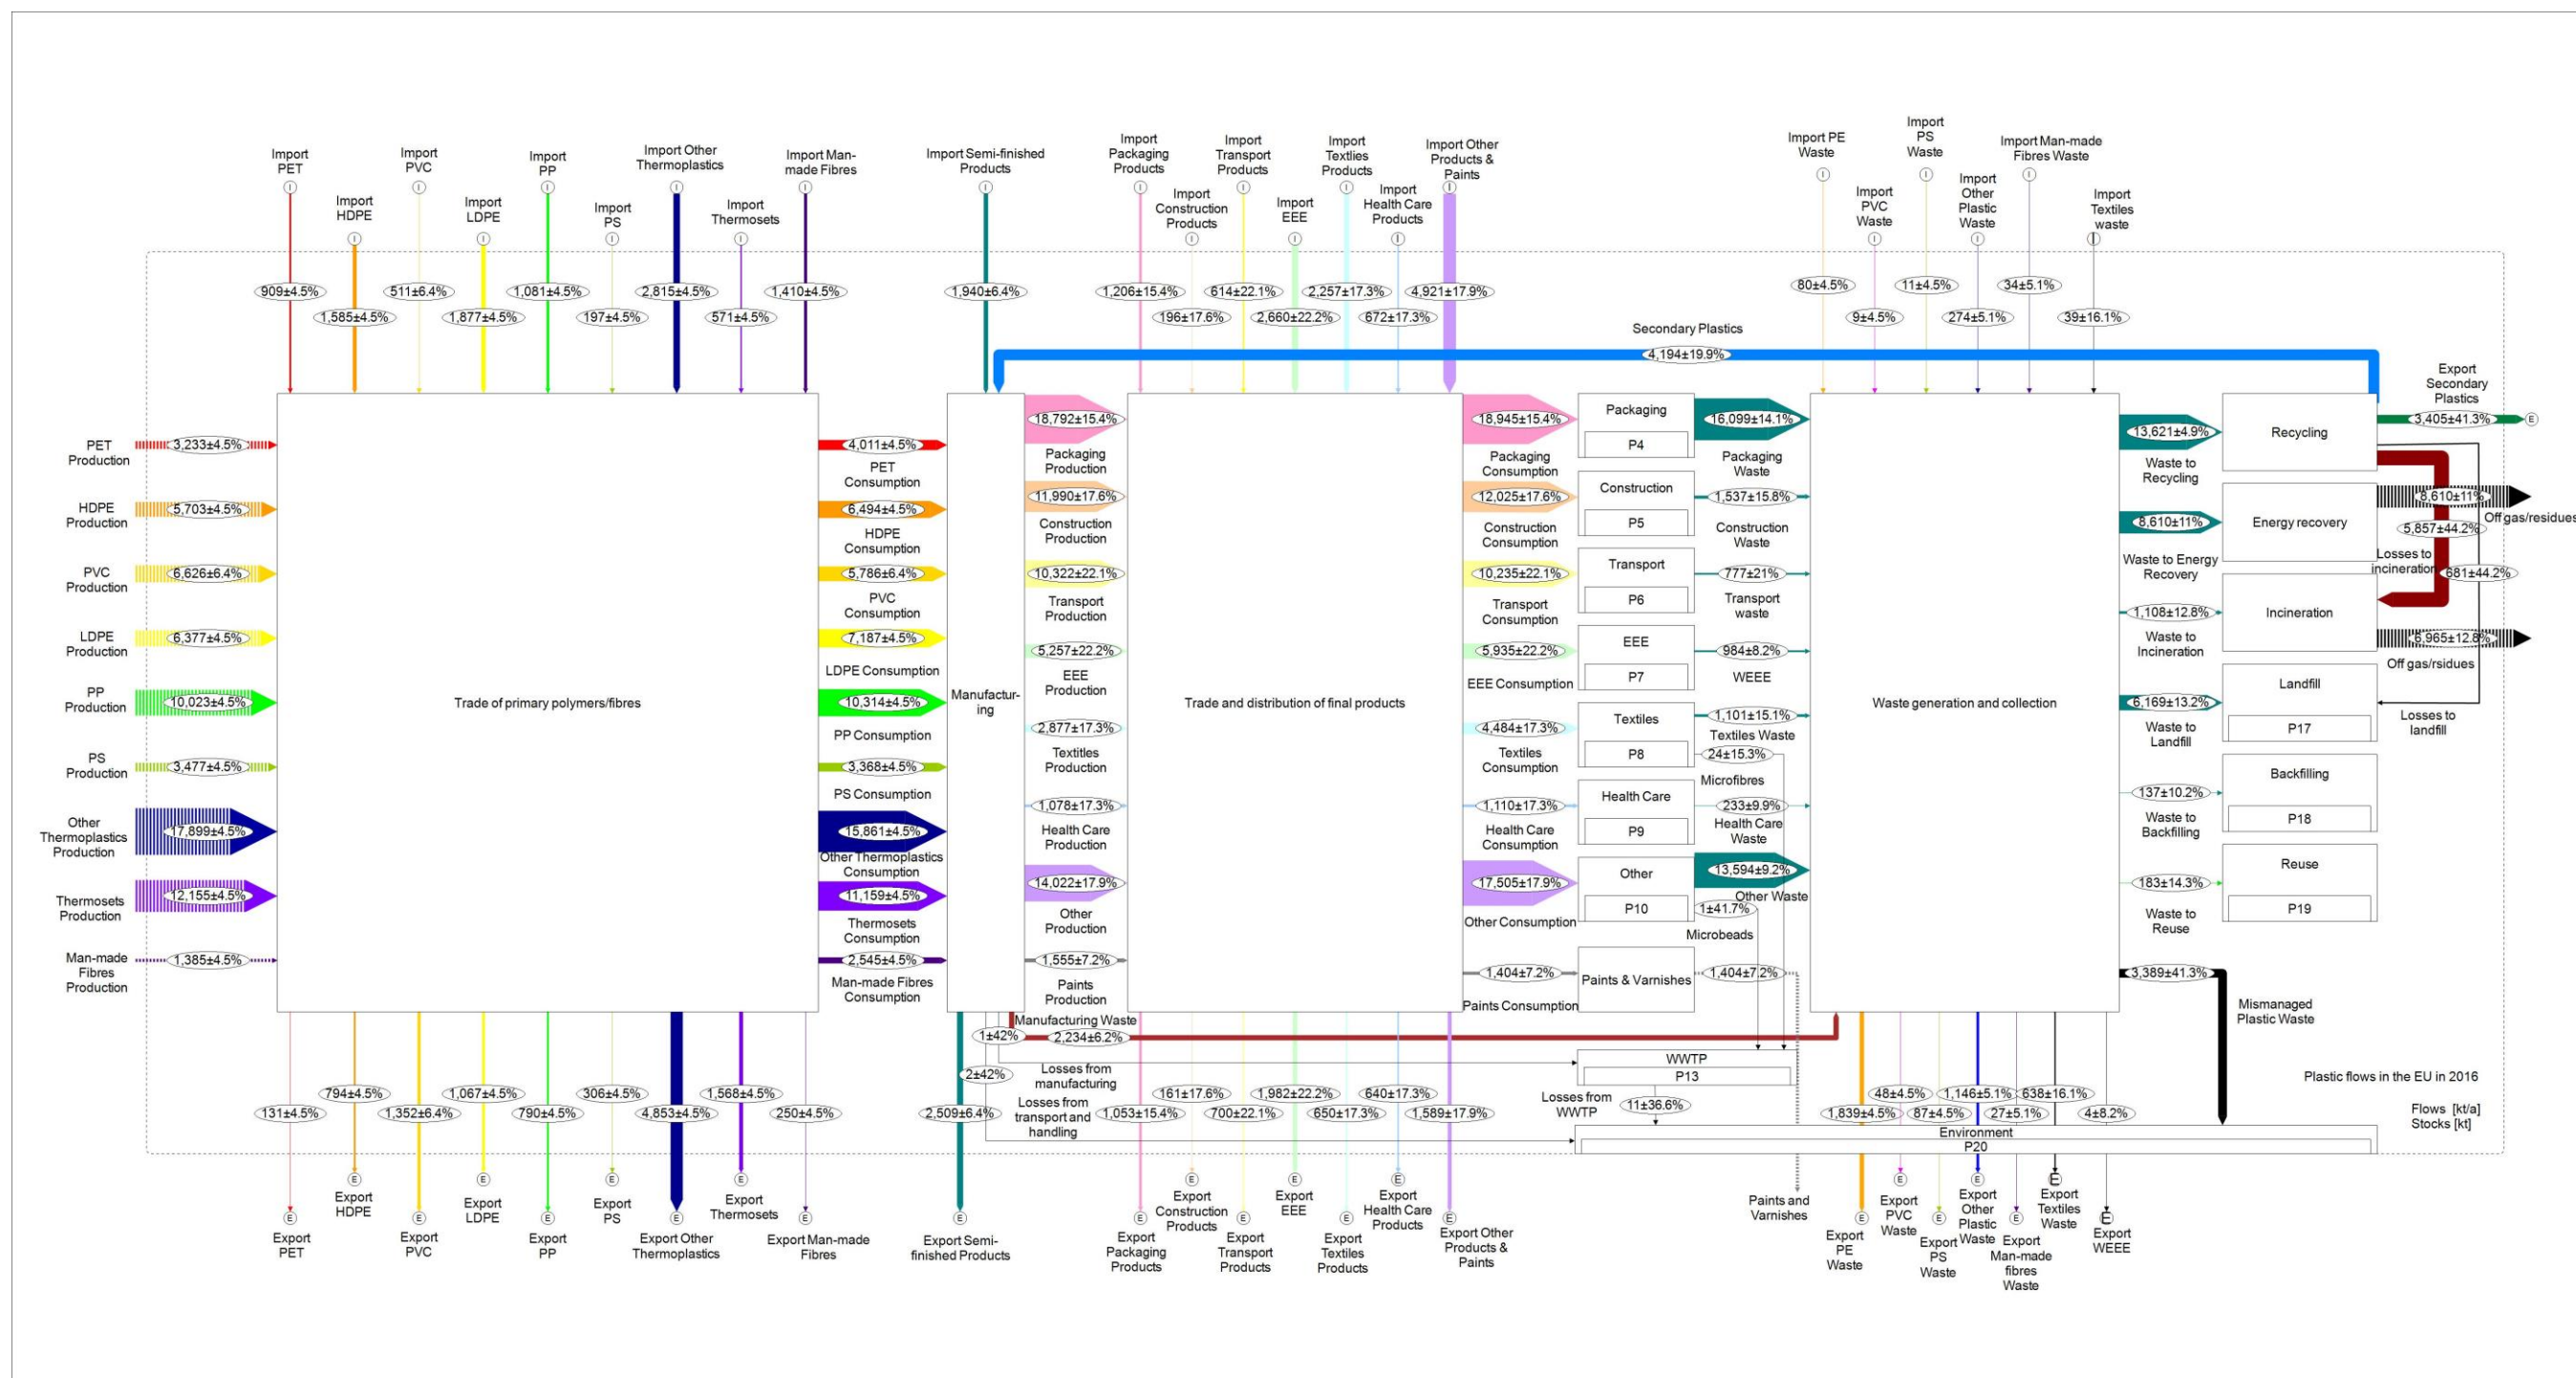 Import
PET
Import
HDPE
Import
PVC
Import
LDPE
Import
PP
Import
PS
Import Other
Thermoplastics
Import
Thermosets
Import Man-
made Fibres
Import Semi-finished
Products
Import
Packaging
Products
Import
Construction
Products
Import
Transport
Products
Import
EEE
Import
Textlies
Products
Import
Health Care
Products
Import Other
Products &
Paints
Import PE
Waste
Import
PVC
Waste
Import
PS
Waste
Import
Other
Plastic
Waste
Import Man-made
Fibres Waste
Import
Textiles
waste
I I I I I I I I I I I I I I I I I I I I I I I
909±4.5%
1,585±4.5%
511±6.4%
1,877±4.5%
1,081±4.5%
197±4.5%
2,815±4.5%
571±4.5%
1,410±4.5%
1,940±6.4%
1,206±15.4%
196±17.6%
614±22.1%
2,660±22.2%
2,257±17.3%
672±17.3%
4,921±17.9%
80±4.5%
9±4.5%
11±4.5%
274±5.1%
34±5.1%
39±16.1%
Secondary Plastics
4,194±19.9%
PET
Production
3,233±4.5%
HDPE
Production
5,703±4.5%
PVC
Production
6,626±6.4%
LDPE
Production
6,377±4.5%
PP
Production
10,023±4.5%
PS
Production
3,477±4.5%
Other
Thermoplastics
Production
17,899±4.5%
Thermosets
Production
12,155±4.5%
Man-made
Fibres
Production
1,385±4.5%
Trade of primary polymers/fibres
4,011±4.5%
PET
Consumption
6,494±4.5%
HDPE
Consumption
5,786±6.4%
PVC
Consumption
7,187±4.5%
LDPE Consumption
10,314±4.5%
PP Consumption
3,368±4.5%
PS Consumption
15,861±4.5%
Other Thermoplastics
Consumption
11,159±4.5%
Thermosets
Consumption
2,545±4.5%
Man-made Fibres
Consumption
Manufactur-
ing
18,792±15.4%
Packaging
Production
11,990±17.6%
Construction
Production
10,322±22.1%
Transport
Production
5,257±22.2%
EEE
Production
2,877±17.3%
Textitles
Production
1,078±17.3%
Health Care
Production
14,022±17.9%
Other
Production
1,555±7.2%
Paints
Production
Trade and distribution of final products
18,945±15.4%
Packaging
Consumption
12,025±17.6%
Construction
Consumption
10,235±22.1%
Transport
Consumption
5,935±22.2%
EEE Consumption
4,484±17.3%
Textiles
Consumption
1,110±17.3%
Health Care
Consumption
17,505±17.9%
Other Consumption
1,404±7.2%
Paints Consumption
Packaging
P4
Construction
P5
Transport
P6
EEE
P7
Textiles
P8
Health Care
P9
Other
P10
Paints & Varnishes
16,099±14.1%
Packaging
Waste
1,537±15.8%
Construction
Waste
777±21%
Transport
waste
984±8.2%
WEEE
1,101±15.1%
Textiles Waste
24±15.3%
Microfibres
233±9.9%
Health Care
Waste
13,594±9.2%
Other Waste
1±41.7%
Microbeads
1,404±7.2%
Waste generation and collection
13,621±4.9%
Waste to
Recycling
8,610±11%
Waste to Energy
Recovery
1,108±12.8%
Waste to
Incineration
6,169±13.2%
Waste to
Landfill
137±10.2%
Waste to
Backfilling
183±14.3%
Waste to
Reuse
3,389±41.3%
Mismanaged
Plastic Waste
Recycling
Energy recovery
Incineration
Landfill
P17
Backfilling
P18
Reuse
P19
Export
Secondary
Plastics
3,405±41.3%
E
8,610±11%
Off gas/residues
5,857±44.2%
Losses to
incineration
681±44.2%
6,965±12.8%
Off gas/rsidues
Losses to
landfill
Manufacturing Waste
2,234±6.2%
1±42%
2±42%
Losses from
manufacturing
Losses from
transport and
handling
WWTP
P13
Losses from
WWTP
11±36.6%
Environment
P20
Plastic flows in the EU in 2016
Flows [kt/a]
Stocks [kt]
131±4.5%
794±4.5%
1,352±6.4%
1,067±4.5%
790±4.5%
306±4.5%
4,853±4.5%
1,568±4.5%
250±4.5%
2,509±6.4%
1,053±15.4%
161±17.6%
700±22.1%
1,982±22.2%
650±17.3%
640±17.3%
1,589±17.9%
1,839±4.5%
48±4.5%
87±4.5%
1,146±5.1%
27±5.1%
638±16.1%
4±8.2%
E E E E E E E E E E E E E E E E E E E E E E E E
Export
PET
Export
HDPE
Export
PVC
Export
LDPE
Export
PP
Export
PS
Export Other
Thermoplastics
Export
Thermosets
Export Man-made
Fibres
Export Semi-
finished Products
Export
Packaging
Products
Export
Construction
Products
Export
Transport
Products
Export
EEE
Export
Textiles
Products
Export
Health Care
Products
Export Other
Products &
Paints
Paints and
Varnishes
Export
PE
Waste
Export
PVC
Waste
Export
PS
Waste
Export
Other
Plastic
Waste
Export
Man-made
fibres
Waste
Export
Textiles
Waste
Export
WEEE